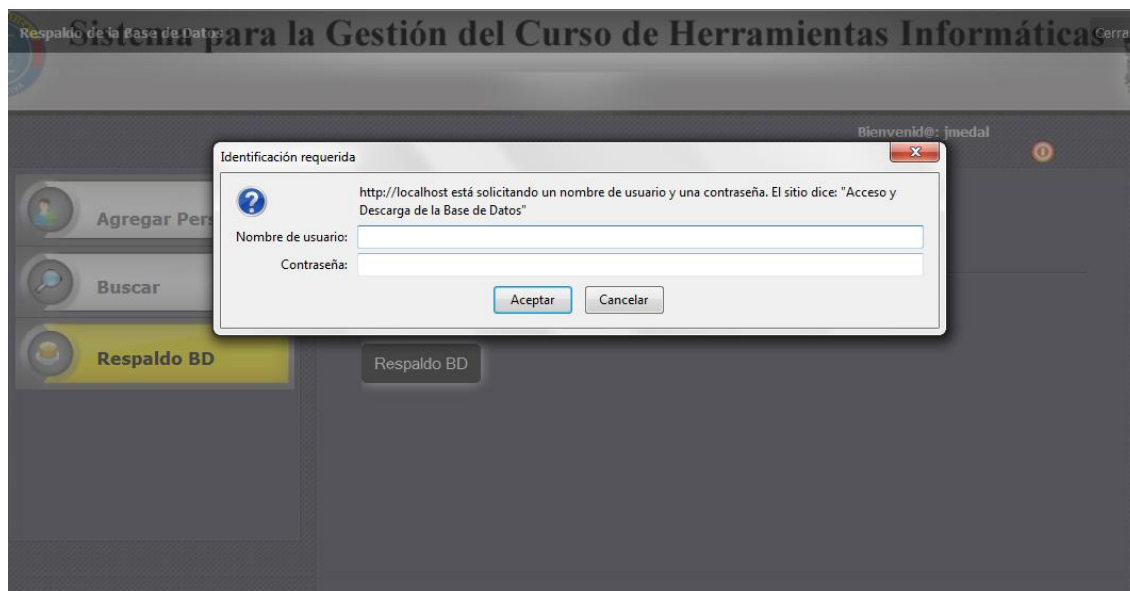 Respaldo de la Base de Datos
Sistema para la Gestión del Curso de Herramientas Informáticas
Cerra
Bienvenid@: jmedal
Identificación requerida
http://localhost está solicitando un nombre de usuario y una contraseña. El sitio dice: "Acceso y
Descarga de la Base de Datos"
Nombre de usuario:
Contraseña:
Aceptar
Cancelar
Agregar Pers
Buscar
Respaldo BD
Respaldo BD